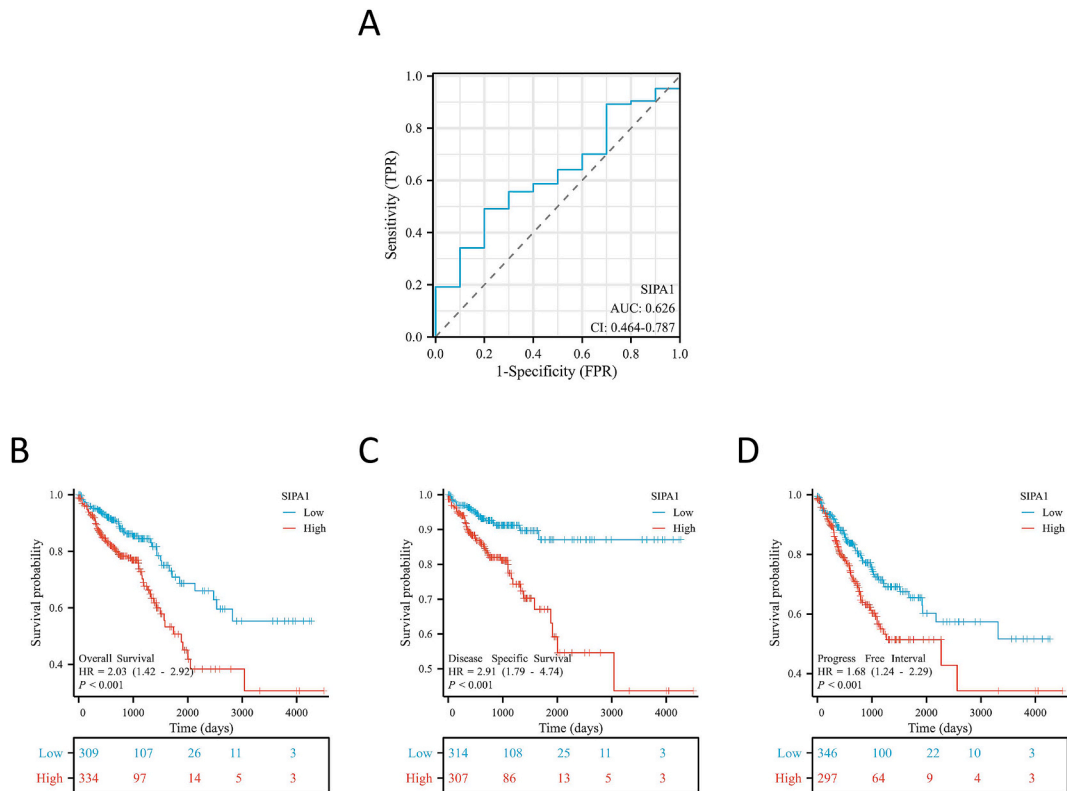 A
1.0
0.8
0.6
0.4
0.2
0.0
Sensitivity (TPR)
SIPA1
AUC: 0.626
CI: 0.464-0.787
0.0 0.2 0.4 0.6 0.8 1.0
1-Specificity (FPR)
B
SIPA1
Low
High
1.0
0.8
0.6
0.4
Survival probability
Overall Survival
HR = 2.03 (1.42 - 2.92)
P < 0.001
0 1000 2000 3000 4000
Time (days)
Low 309 107 26 11 3
High 334 97 14 5 3
C
SIPA1
Low
High
1.0
0.9
0.8
0.7
0.6
0.5
Survival probability
Disease Specific Survival
HR = 2.91 (1.79 - 4.74)
P < 0.001
0 1000 2000 3000 4000
Time (days)
Low 314 108 25 11 3
High 307 86 13 5 3
D
SIPA1
Low
High
1.0
0.8
0.6
0.4
Survival probability
Progress Free Interval
HR = 1.68 (1.24 - 2.29)
P < 0.001
0 1000 2000 3000 4000
Time (days)
Low 346 100 22 10 3
High 297 64 9 4 3